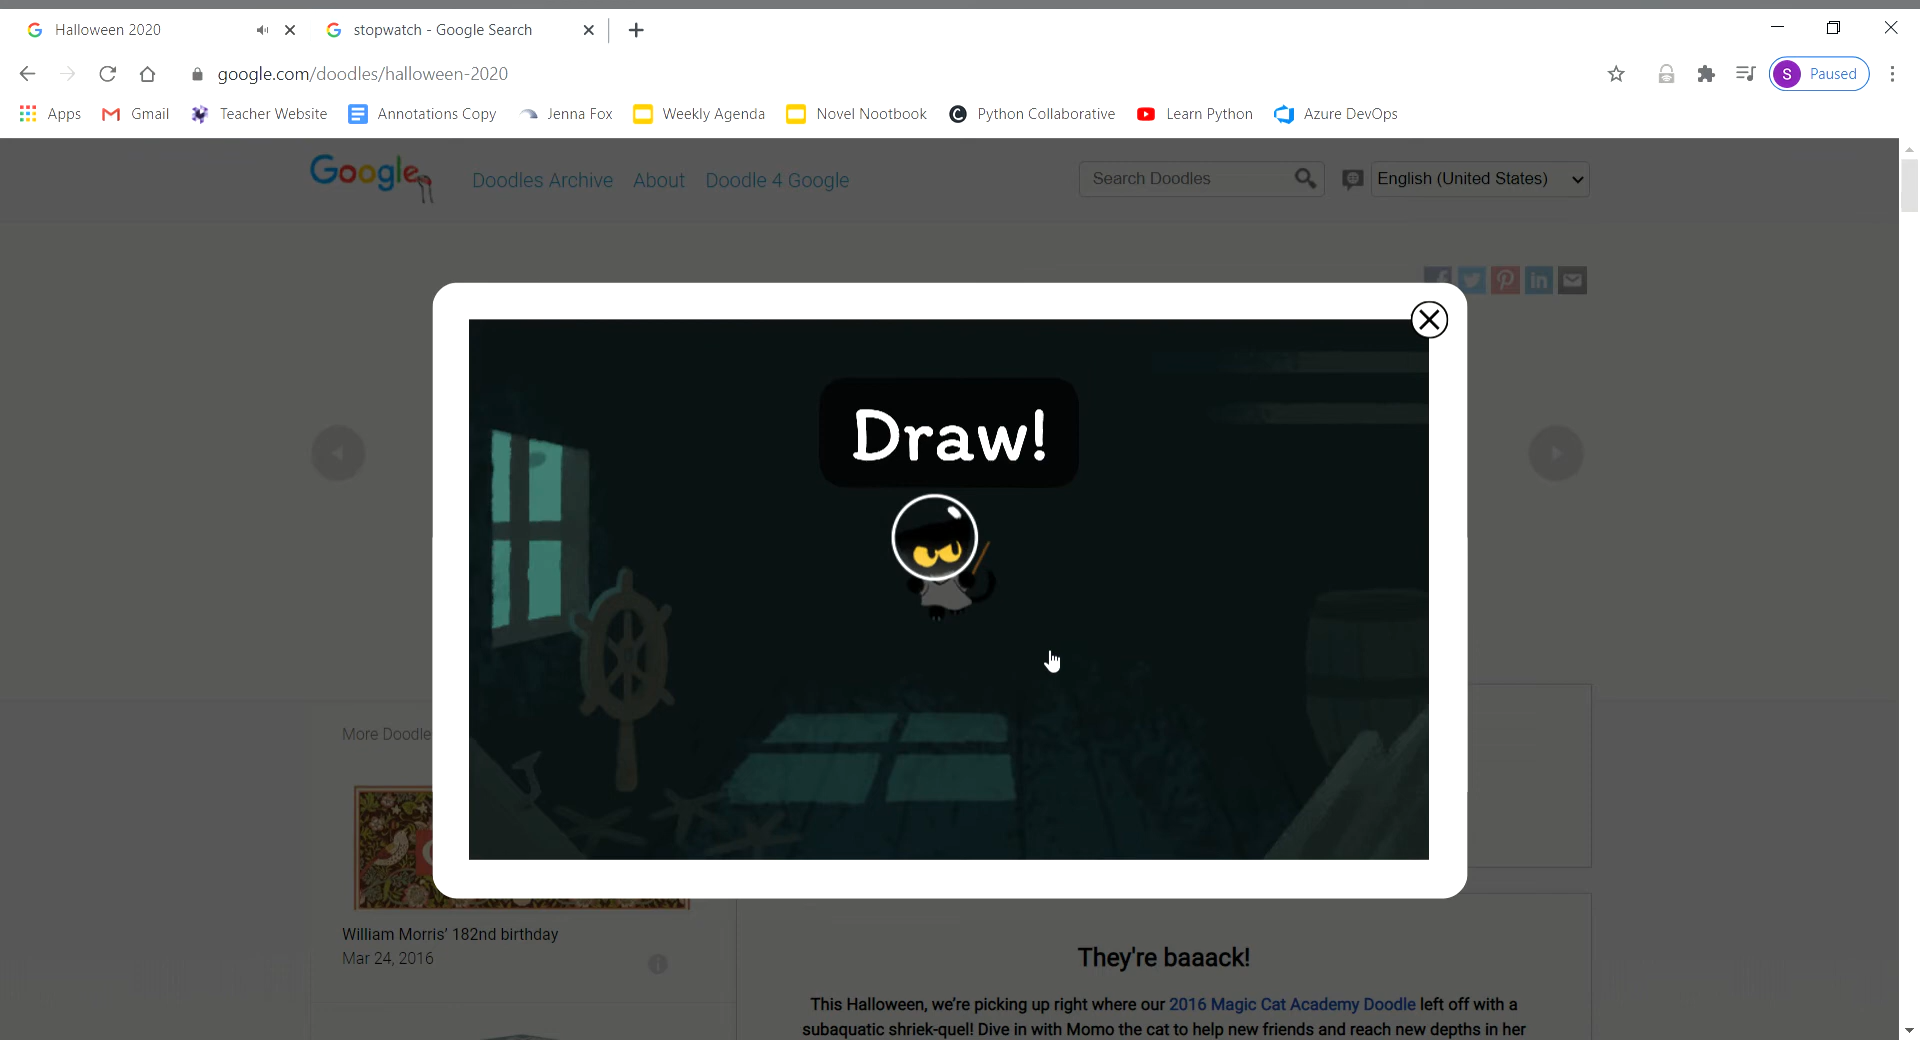 Halloween 2020
stopwatch - Google Search
google.com/doodles/halloween-2020
S Paused
Apps Gmail Teacher Website Annotations Copy Jenna Fox Weekly Agenda Novel Nootbook Python Collaborative Learn Python Azure DevOps
Google Doodles Archive About Doodle 4 Google Search Doodles English (United States)
Draw!
More Doodle
William Morris' 182nd birthday
Mar 24, 2016
They're baaack!
This Halloween, we're picking up right where our 2016 Magic Cat Academy Doodle left off with a
subaquatic shriek-quel! Dive in with Momo the cat to help new friends and reach new depths in her